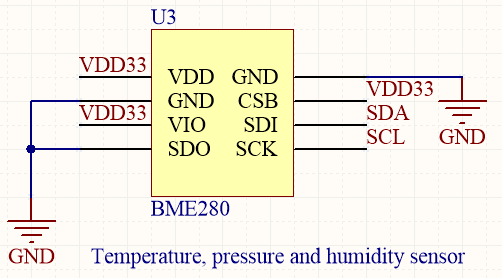 U3
VDD33
VDD GND
VDD33
GND CSB
VDD33
SDA
VIO SDI
SCL
SDO SCK
GND
BME280
GND
Temperature, pressure and humidity sensor